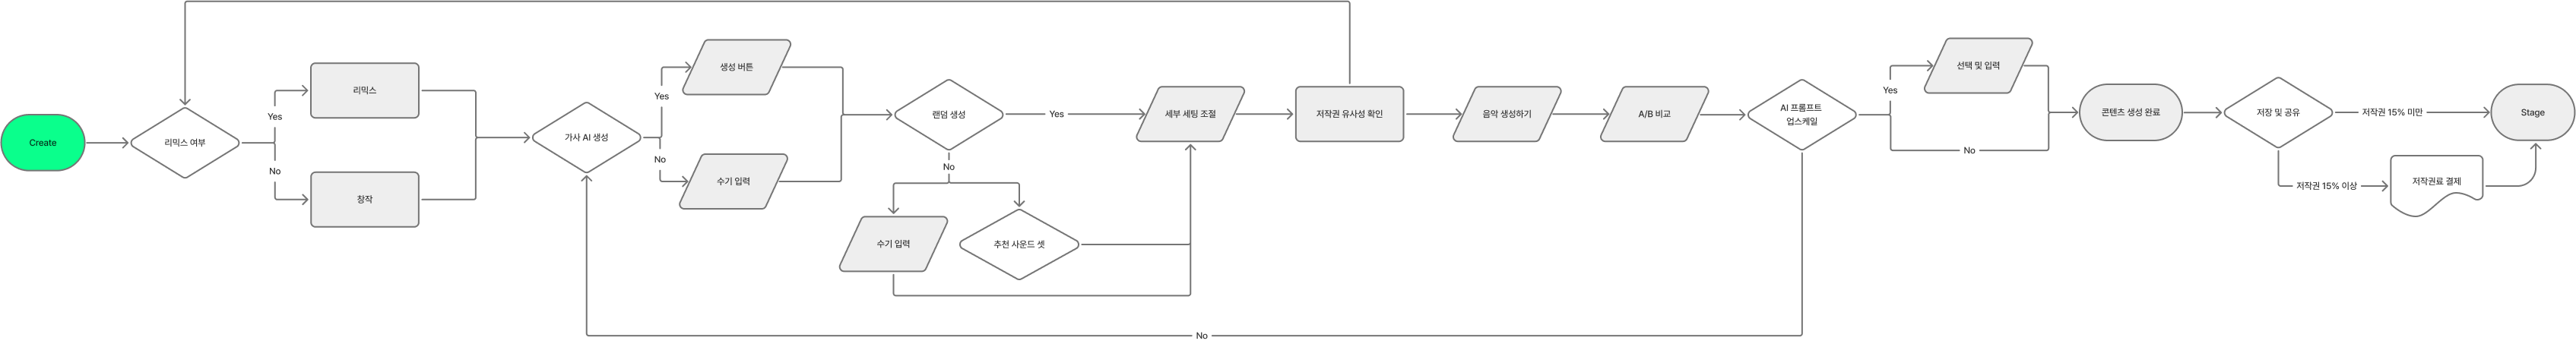 Create
리믹스 여부
Yes
No
리믹스
창작
가사 AI 생성
Yes
No
생성 버튼
수기 입력
랜덤 생성
Yes
No
수기 입력
추천 사운드 셋
세부 세팅 조절
저작권 유사성 확인
음악 생성하기
A/B 비교
AI 프롬프트
업스케일
Yes
No
No
선택 및 입력
콘텐츠 생성 완료
저장 및 공유
저작권 15% 미만
저작권 15% 이상
저작권료 결제
Stage